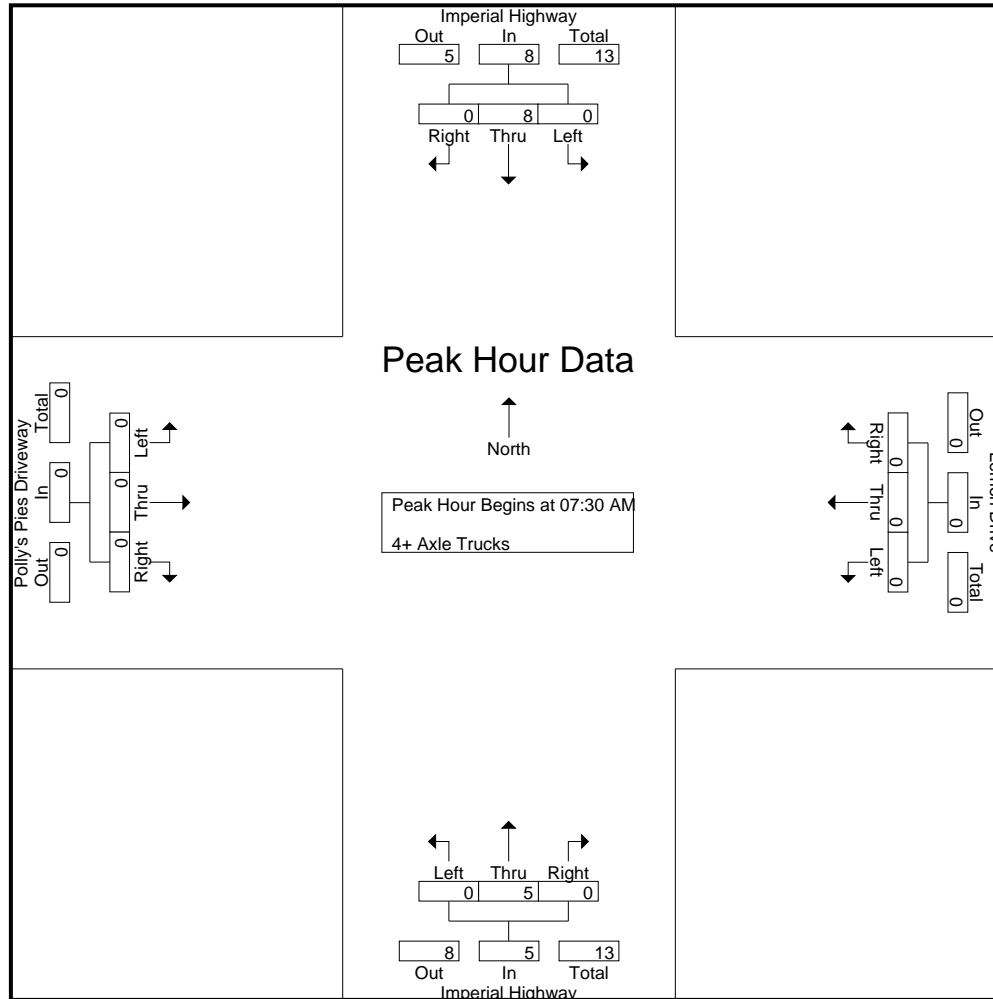 Imperial Highway
Out In Total
5 8 13
0 8 0
Right Thru Left
Peak Hour Data
North
Peak Hour Begins at 07:30 AM
4+ Axle Trucks
Polly's Pies Driveway
Out In Total
0 0 0
0 0 0
Right Thru Left
Out In Total
0 0 0
0 0 0
Right Thru Left
Left Thru Right
0 5 0
8 5 13
Out In Total
Imperial Highway